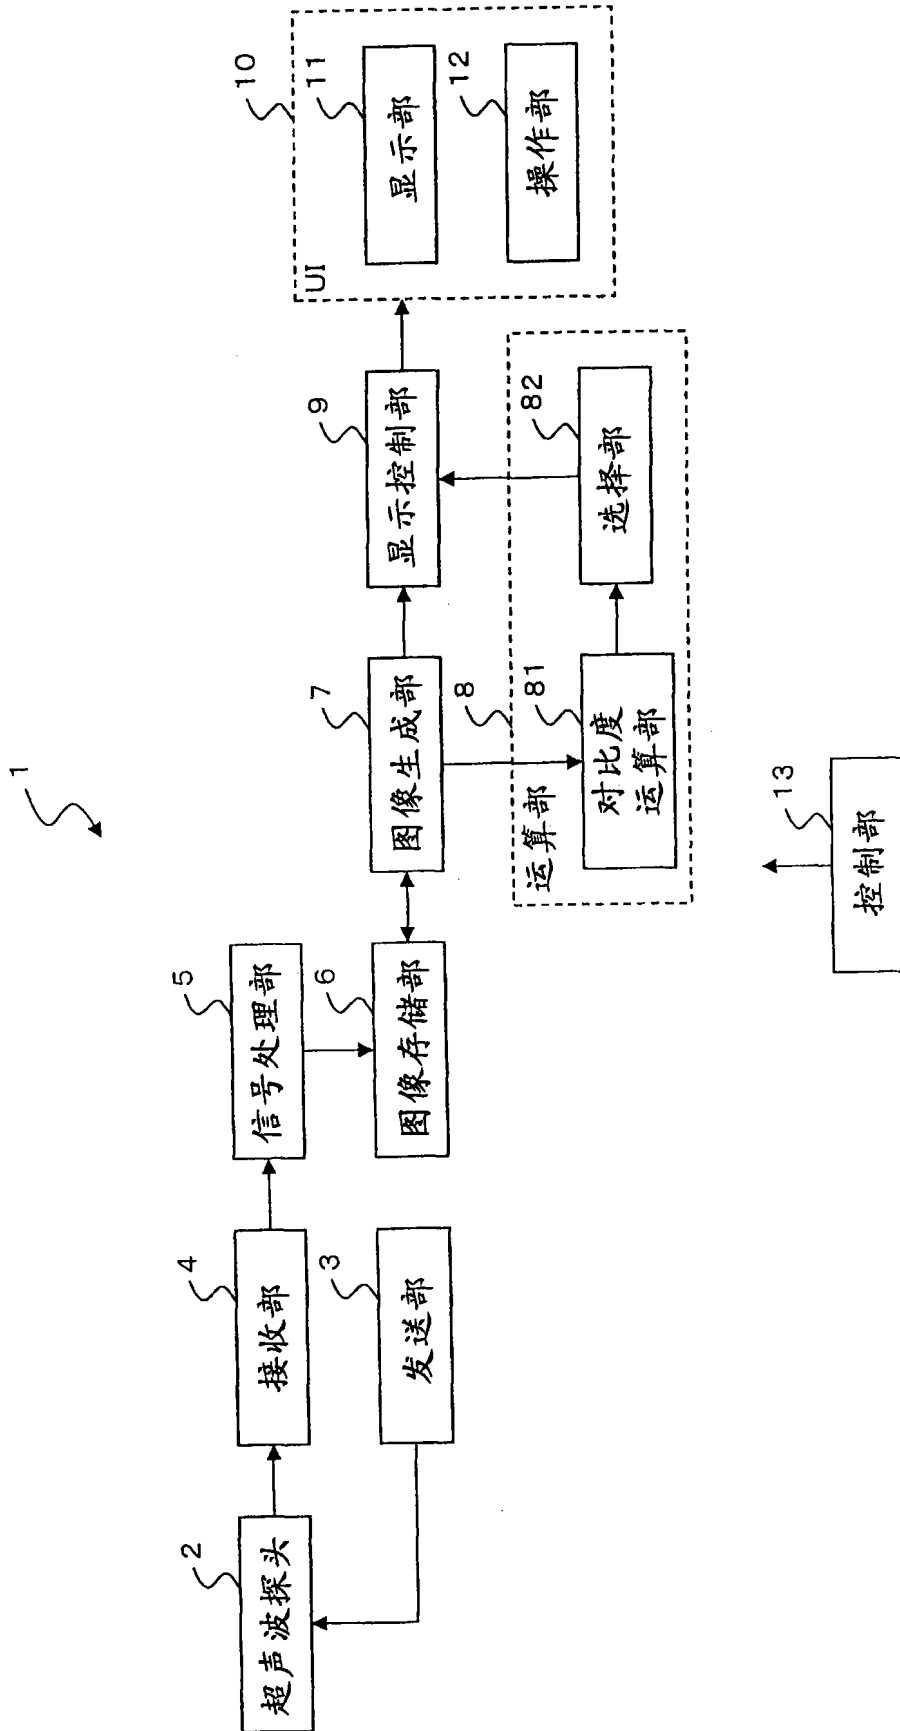 1
2
超声波探头
4
接收部
3
发送部
5
信号处理部
6
图像存储部
7
图像生成部
9
显示控制部
10
UI
11
显示部
12
操作部
8
运算部
81
对比度
运算部
82
选择部
13
控制部